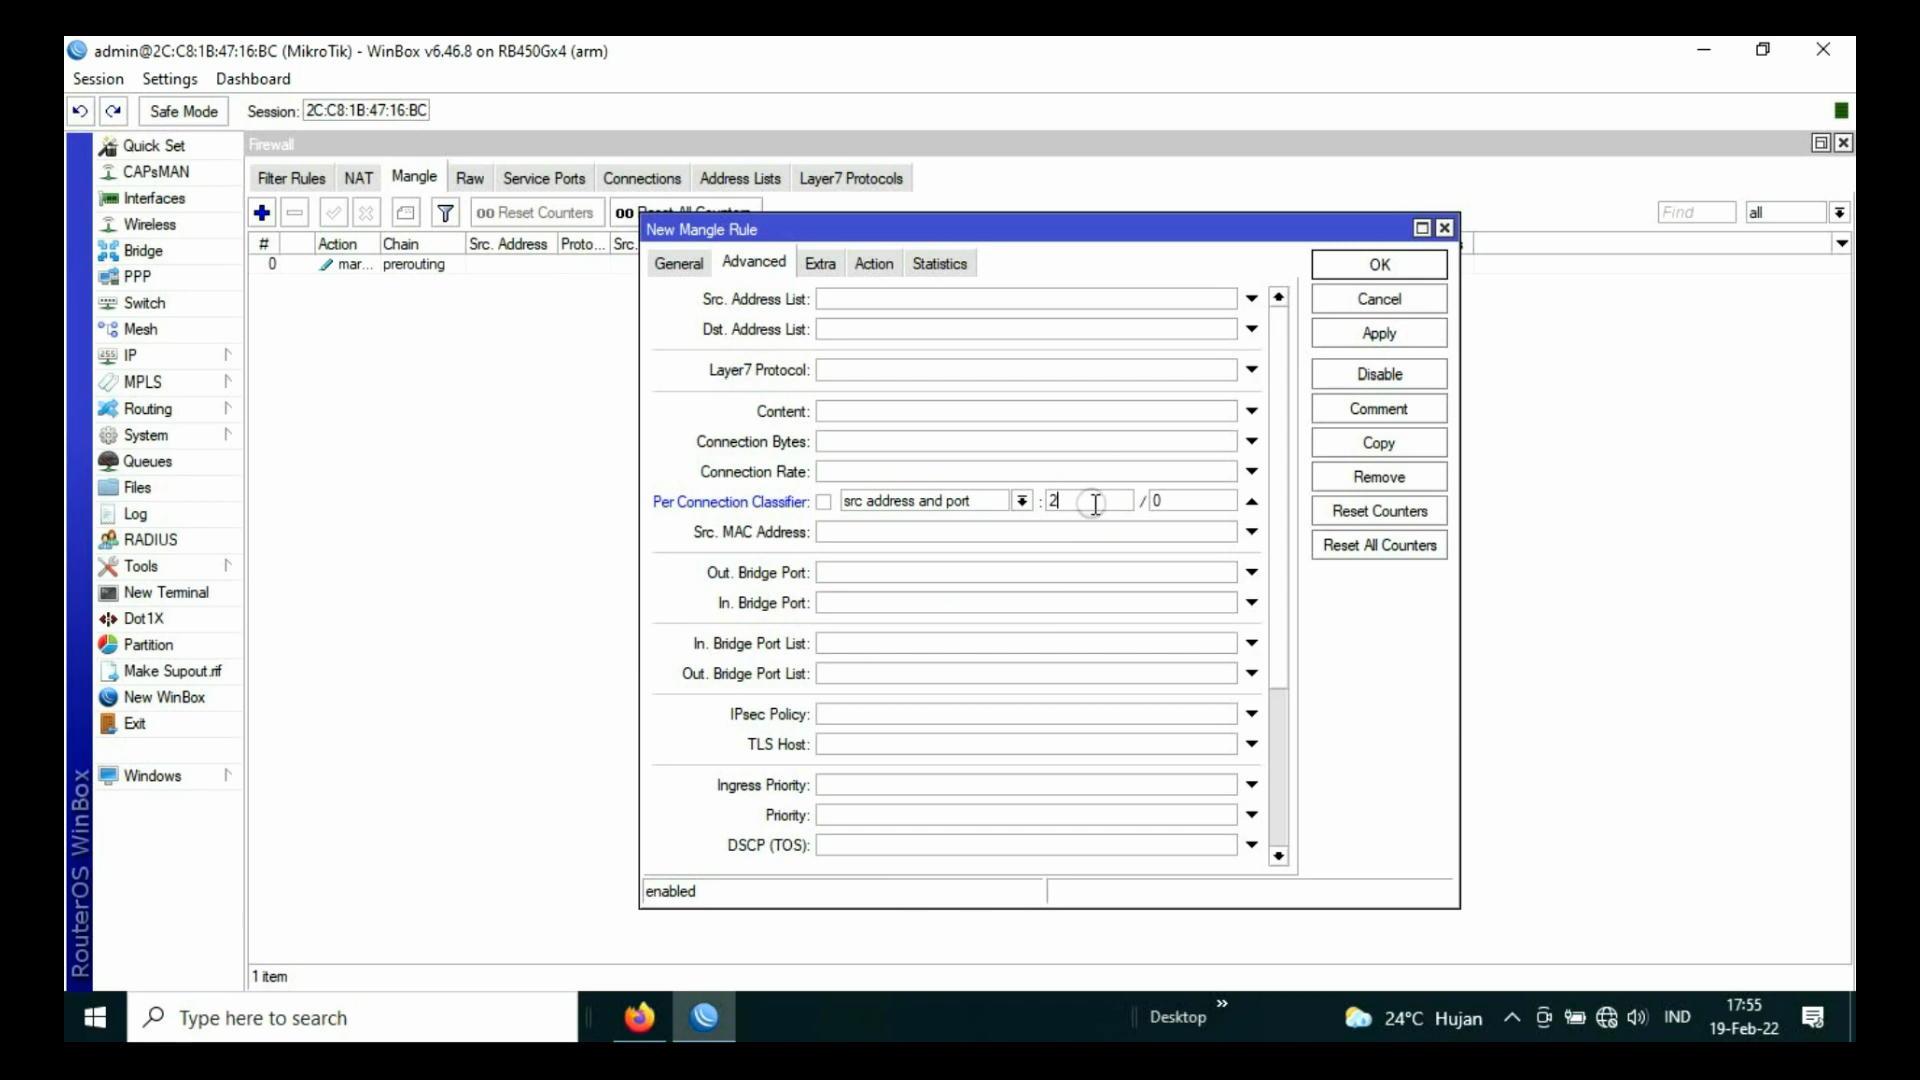 admin@2C:C8:1B:47:16:BC (MikroTik) - WinBox v6.46.8 on RB450Gx4 (arm)
Session Settings Dashboard
Safe Mode Session: 2C:C8:1B:47:16:BC
Quick Set
CAPsMAN
Interfaces
Wireless
Bridge
PPP
Switch
Mesh
IP
MPLS
Routing
System
Queues
Files
Log
RADIUS
Tools
New Terminal
Dot1X
Partition
Make Supout.rif
New WinBox
Exit
Windows
RouterOS WinBox
Firewall
Filter Rules NAT Mangle Raw Service Ports Connections Address Lists Layer7 Protocols
00 Reset Counters 00 Reset All Counters Find all
# Action Chain Src. Address Proto... Src.
0 mar... prerouting
1 item
New Mangle Rule
General Advanced Extra Action Statistics
Src. Address List:
Dst. Address List:
Layer7 Protocol:
Content:
Connection Bytes:
Connection Rate:
Per Connection Classifier: src address and port : 2 / 0
Src. MAC Address:
Out. Bridge Port:
In. Bridge Port:
In. Bridge Port List:
Out. Bridge Port List:
IPsec Policy:
TLS Host:
Ingress Priority:
Priority:
DSCP (TOS):
enabled
OK
Cancel
Apply
Disable
Comment
Copy
Remove
Reset Counters
Reset All Counters
Type here to search
Desktop
24°C Hujan
IND
17:55
19-Feb-22